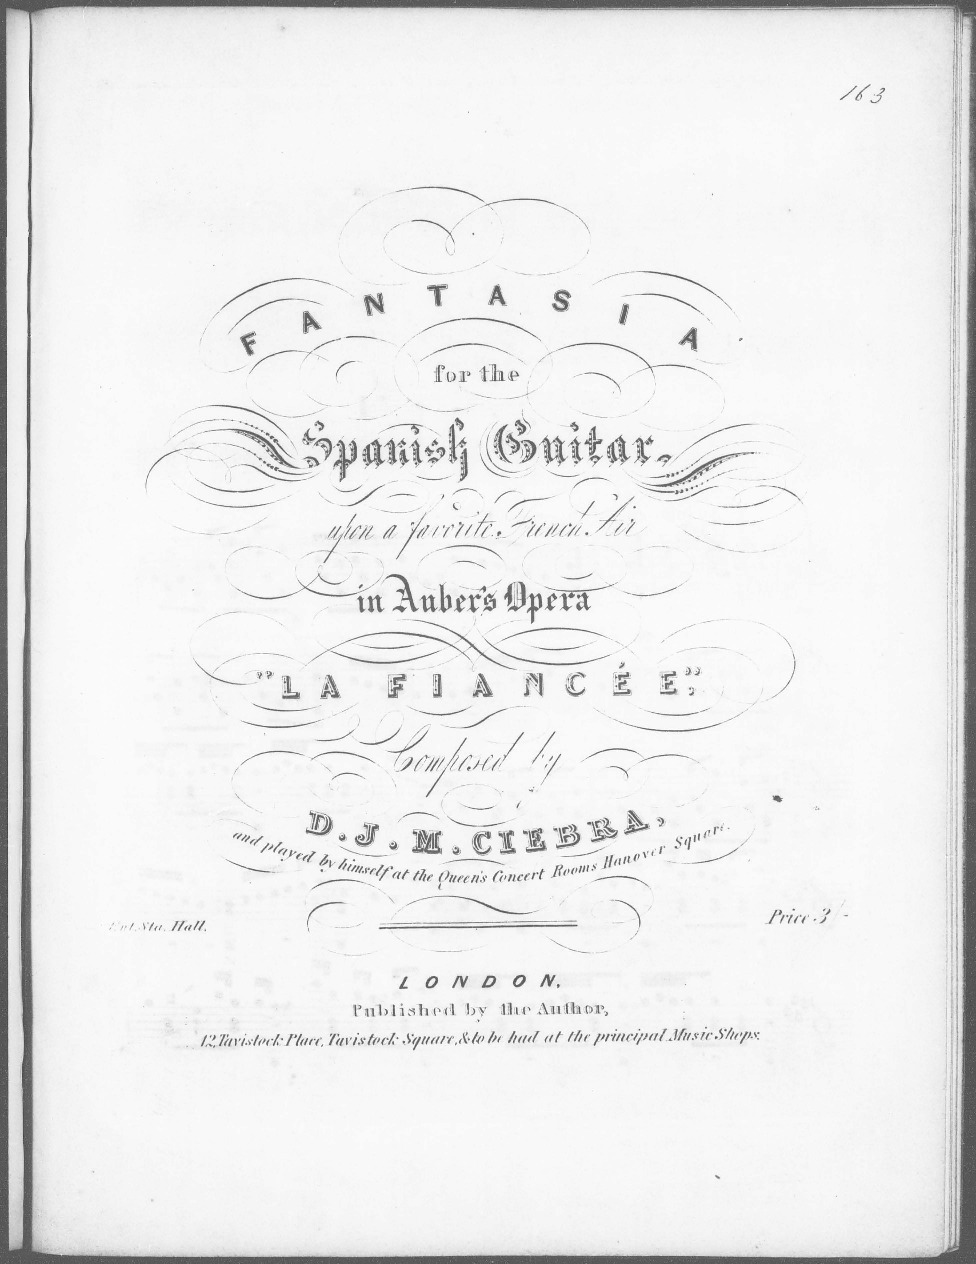 163
FANTASIA
for the
Spanish Guitar,
upon a favorite French Air
in Auber's Opera
"LA FIANCÉE".
Composed by
D. J. M. CIEBRA,
and played by himself at the Queen's Concert Rooms Hanover Square.
Ent. Sta. Hall.
Price 3/-
LONDON,
Published by the Author,
12, Tavistock Place, Tavistock Square, & to be had at the principal Music Shops.